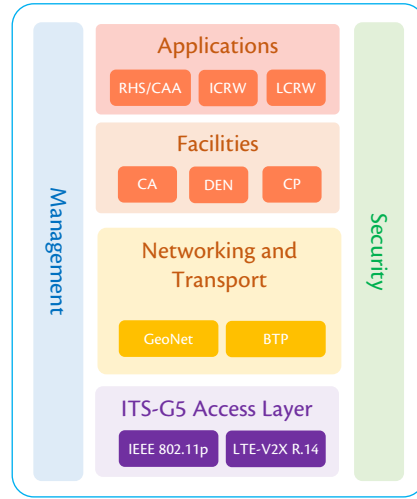 Applications
RHS/CAA ICRW LCRW
Facilities
CA DEN CP
Management
Security
Networking and
Transport
GeoNet BTP
ITS-G5 Access Layer
IEEE 802.11p LTE-V2X R.14